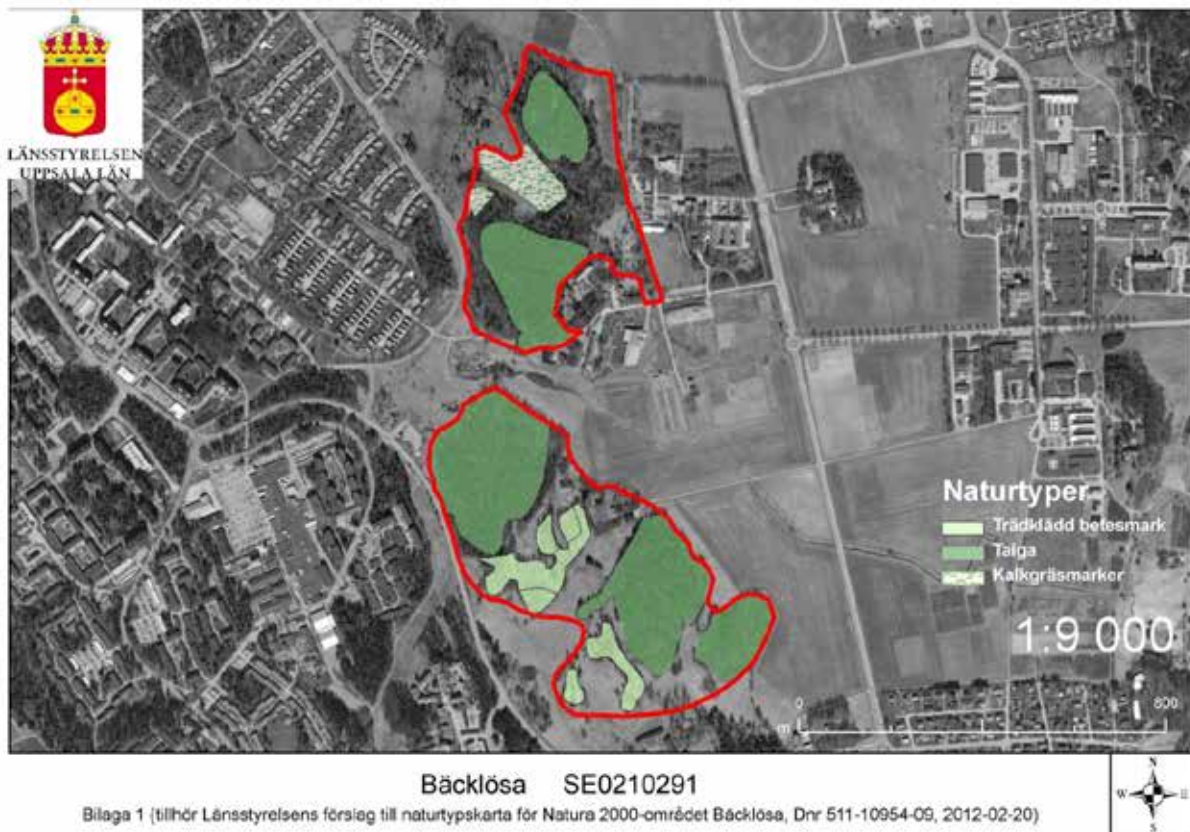 LÄNSSTYRELSEN
UPPSALA LÄN
Naturtyper
Trädklädd betesmark
Taiga
Kalkgräsmarker
1:9 000
0 800
m
Bäcklösa SE0210291
Bilaga 1 (tillhör Länsstyrelsens förslag till naturtypskarta för Natura 2000-området Bäcklösa, Dnr 511-10954-09, 2012-02-20)
N
W E
S